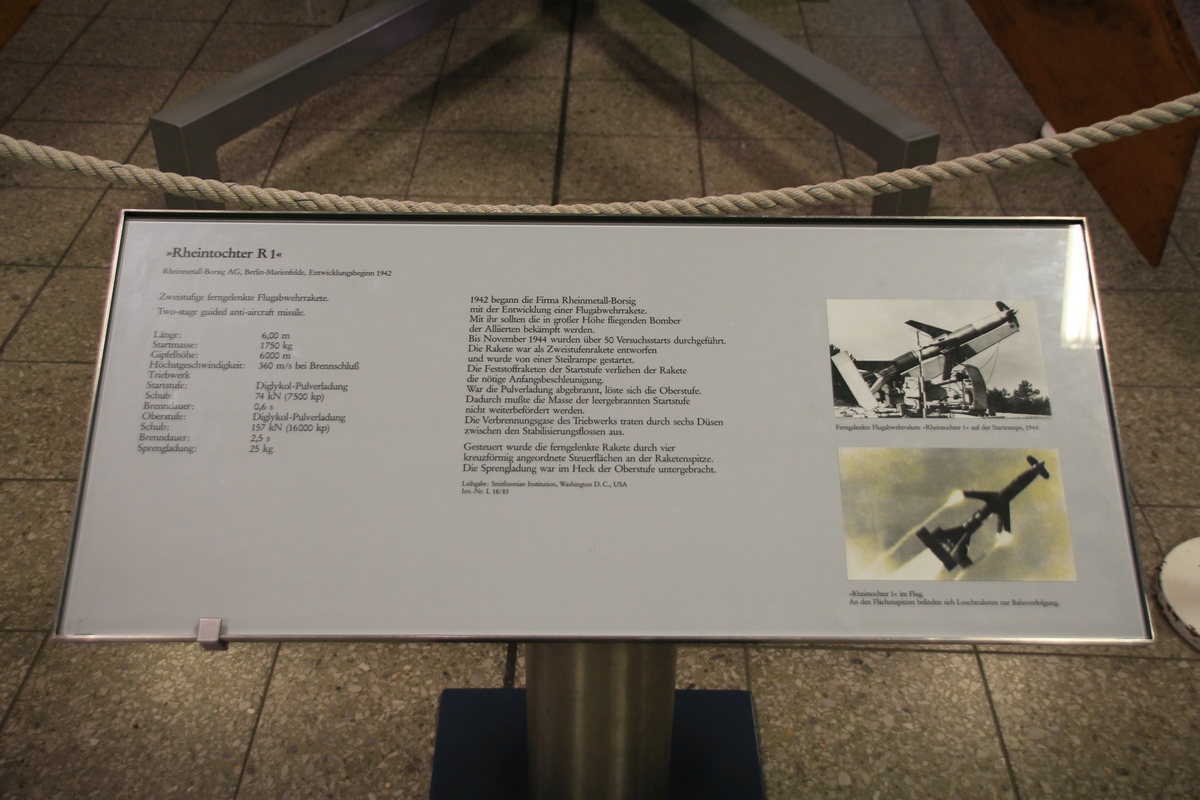 »Rheintochter R 1«
Rheinmetall-Borsig AG, Berlin-Marienfelde, Entwicklungsbeginn 1942
Zweistufige ferngelenkte Flugabwehrrakete.
Two-stage guided anti-aircraft missile.
Länge: 6,00 m
Startmasse: 1750 kg
Gipfelhöhe: 6000 m
Höchstgeschwindigkeit: 360 m/s bei Brennschluß
Triebwerk
Startstufe: Diglykol-Pulverladung
Schub: 74 kN (7500 kp)
Brenndauer: 0,6 s
Oberstufe: Diglykol-Pulverladung
Schub: 157 kN (16000 kp)
Brenndauer: 2,5 s
Sprengladung: 25 kg
1942 begann die Firma Rheinmetall-Borsig
mit der Entwicklung einer Flugabwehrrakete.
Mit ihr sollten die in großer Höhe fliegenden Bomber
der Alliierten bekämpft werden.
Bis November 1944 wurden über 50 Versuchsstarts durchgeführt.
Die Rakete war als Zweistufenrakete entworfen
und wurde von einer Steilrampe gestartet.
Die Feststoffraketen der Startstufe verliehen der Rakete
die nötige Anfangsbeschleunigung.
War die Pulverladung abgebrannt, löste sich die Oberstufe.
Dadurch mußte die Masse der leergebrannten Startstufe
nicht weiterbefördert werden.
Die Verbrennungsgase des Triebwerks traten durch sechs Düsen
zwischen den Stabilisierungsflossen aus.
Gesteuert wurde die ferngelenkte Rakete durch vier
kreuzförmig angeordnete Steuerflächen an der Raketenspitze.
Die Sprengladung war im Heck der Oberstufe untergebracht.
Leihgabe: Smithsonian Institution, Washington D. C., USA
Inv.-Nr. L 18/83
Ferngelenkte Flugabwehrrakete »Rheintochter 1« auf der Startrampe, 1944
»Rheintochter 1« im Flug.
An den Flächenspitzen befinden sich Leuchtraketen zur Bahnverfolgung.